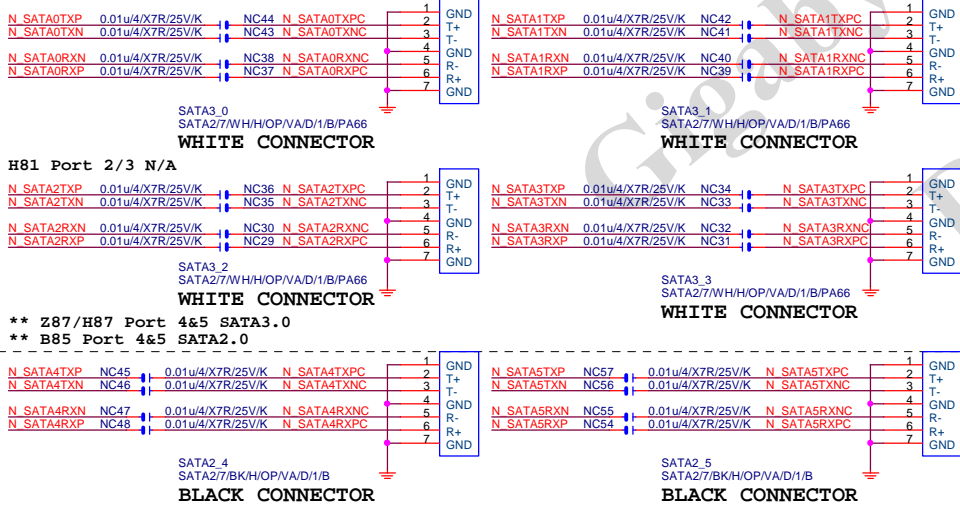 1 GND
N_SATA0TXP 0.01u/4/X7R/25V/K NC44 N_SATA0TXPC 2 T+
N_SATA0TXN 0.01u/4/X7R/25V/K NC43 N_SATA0TXNC 3 T-
4 GND
N_SATA0RXN 0.01u/4/X7R/25V/K NC38 N_SATA0RXNC 5 R-
N_SATA0RXP 0.01u/4/X7R/25V/K NC37 N_SATA0RXPC 6 R+
7 GND
SATA3_0
SATA2/7/WH/H/OP/VA/D/1/B/PA66
WHITE CONNECTOR
1 GND
N_SATA1TXP 0.01u/4/X7R/25V/K NC42 N_SATA1TXPC 2 T+
N_SATA1TXN 0.01u/4/X7R/25V/K NC41 N_SATA1TXNC 3 T-
4 GND
N_SATA1RXN 0.01u/4/X7R/25V/K NC40 N_SATA1RXNC 5 R-
N_SATA1RXP 0.01u/4/X7R/25V/K NC39 N_SATA1RXPC 6 R+
7 GND
SATA3_1
SATA2/7/WH/H/OP/VA/D/1/B/PA66
WHITE CONNECTOR
H81 Port 2/3 N/A
1 GND
N_SATA2TXP 0.01u/4/X7R/25V/K NC36 N_SATA2TXPC 2 T+
N_SATA2TXN 0.01u/4/X7R/25V/K NC35 N_SATA2TXNC 3 T-
4 GND
N_SATA2RXN 0.01u/4/X7R/25V/K NC30 N_SATA2RXNC 5 R-
N_SATA2RXP 0.01u/4/X7R/25V/K NC29 N_SATA2RXPC 6 R+
7 GND
SATA3_2
SATA2/7/WH/H/OP/VA/D/1/B/PA66
WHITE CONNECTOR
1 GND
N_SATA3TXP 0.01u/4/X7R/25V/K NC34 N_SATA3TXPC 2 T+
N_SATA3TXN 0.01u/4/X7R/25V/K NC33 N_SATA3TXNC 3 T-
4 GND
N_SATA3RXN 0.01u/4/X7R/25V/K NC32 N_SATA3RXNC 5 R-
N_SATA3RXP 0.01u/4/X7R/25V/K NC31 N_SATA3RXPC 6 R+
7 GND
SATA3_3
SATA2/7/WH/H/OP/VA/D/1/B/PA66
WHITE CONNECTOR
** Z87/H87 Port 4&5 SATA3.0
** B85 Port 4&5 SATA2.0
1 GND
N_SATA4TXP NC45 0.01u/4/X7R/25V/K N_SATA4TXPC 2 T+
N_SATA4TXN NC46 0.01u/4/X7R/25V/K N_SATA4TXNC 3 T-
4 GND
N_SATA4RXN NC47 0.01u/4/X7R/25V/K N_SATA4RXNC 5 R-
N_SATA4RXP NC48 0.01u/4/X7R/25V/K N_SATA4RXPC 6 R+
7 GND
SATA2_4
SATA2/7/BK/H/OP/VA/D/1/B
BLACK CONNECTOR
1 GND
N_SATA5TXP NC57 0.01u/4/X7R/25V/K N_SATA5TXPC 2 T+
N_SATA5TXN NC56 0.01u/4/X7R/25V/K N_SATA5TXNC 3 T-
4 GND
N_SATA5RXN NC55 0.01u/4/X7R/25V/K N_SATA5RXNC 5 R-
N_SATA5RXP NC54 0.01u/4/X7R/25V/K N_SATA5RXPC 6 R+
7 GND
SATA2_5
SATA2/7/BK/H/OP/VA/D/1/B
BLACK CONNECTOR